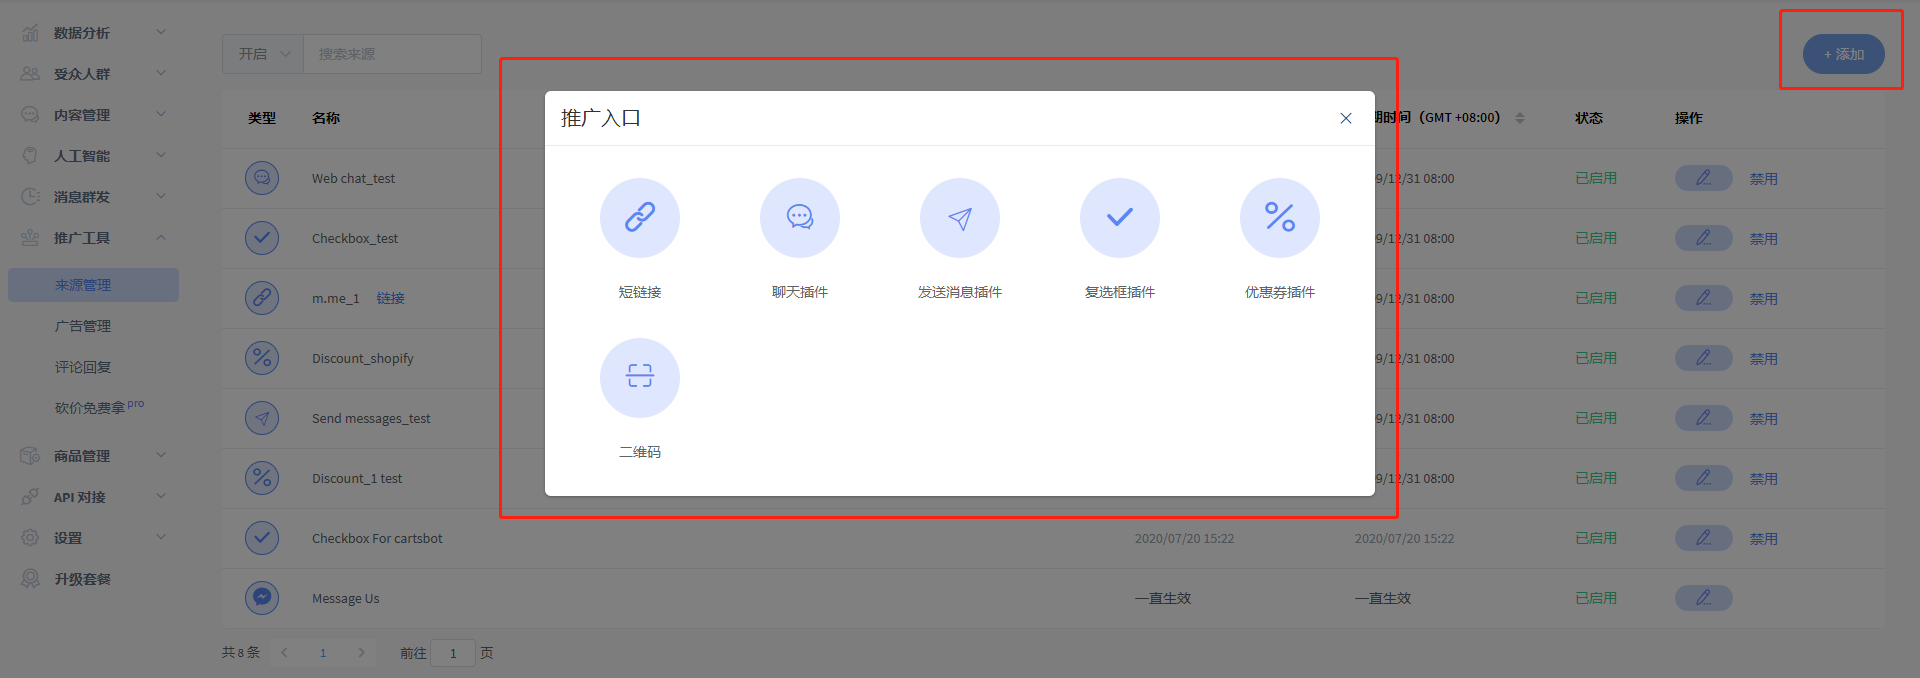 数据分析
受众人群
内容管理
人工智能
消息群发
推广工具
来源管理
广告管理
评论回复
砍价免费拿 pro
商品管理
API 对接
设置
升级套餐
开启 搜索来源
+ 添加
类型 名称 期时间（GMT +08:00） 状态 操作
Web chat_test 9/12/31 08:00 已启用 禁用
Checkbox_test 9/12/31 08:00 已启用 禁用
m.me_1 链接 9/12/31 08:00 已启用 禁用
Discount_shopify 9/12/31 08:00 已启用 禁用
Send messages_test 9/12/31 08:00 已启用 禁用
Discount_1 test 9/12/31 08:00 已启用 禁用
Checkbox For cartsbot 2020/07/20 15:22 2020/07/20 15:22 已启用 禁用
Message Us 一直生效 一直生效 已启用
共 8 条 1 前往 1 页
推广入口
短链接 聊天插件 发送消息插件 复选框插件 优惠券插件
二维码